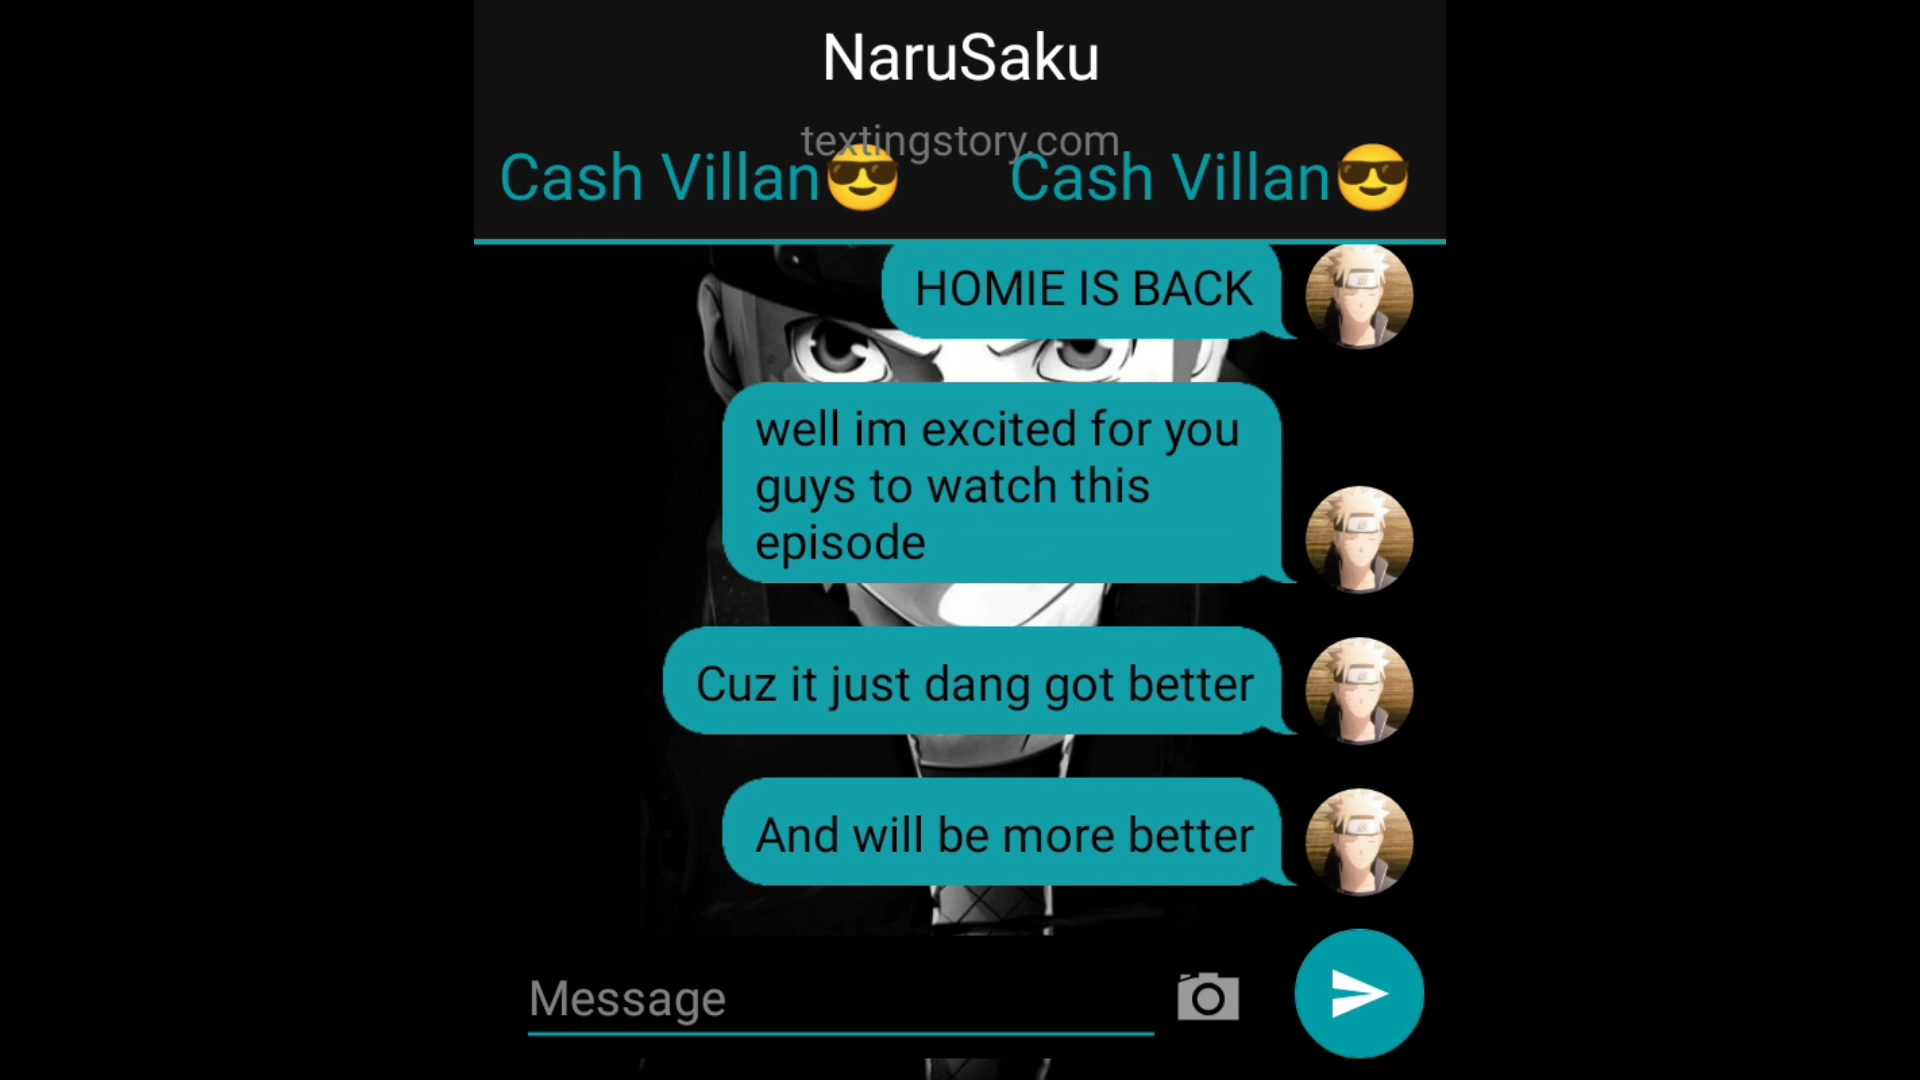 NaruSaku
textingstory.com
Cash Villan😎 Cash Villan😎
HOMIE IS BACK
well im excited for you
guys to watch this
episode
Cuz it just dang got better
And will be more better
Message